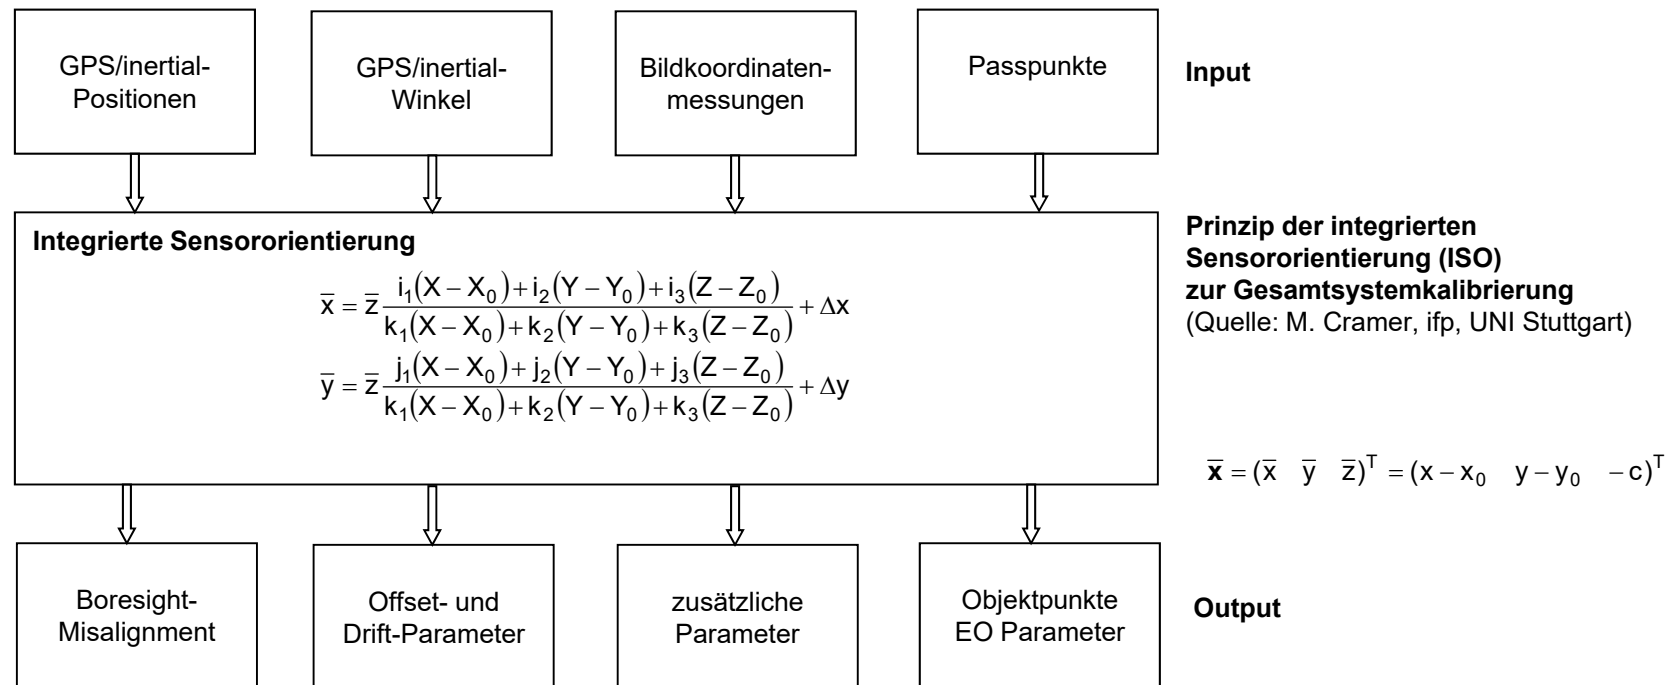 GPS/inertial-
Positionen
GPS/inertial-
Winkel
Bildkoordinaten-
messungen
Passpunkte
Input
Integrierte Sensororientierung
x̅ = z̅ (i₁(X − X₀) + i₂(Y − Y₀) + i₃(Z − Z₀)) / (k₁(X − X₀) + k₂(Y − Y₀) + k₃(Z − Z₀)) + Δx
y̅ = z̅ (j₁(X − X₀) + j₂(Y − Y₀) + j₃(Z − Z₀)) / (k₁(X − X₀) + k₂(Y − Y₀) + k₃(Z − Z₀)) + Δy
Prinzip der integrierten
Sensororientierung (ISO)
zur Gesamtsystemkalibrierung
(Quelle: M. Cramer, ifp, UNI Stuttgart)
x̅ = (x̅ y̅ z̅)ᵀ = (x − x₀ y − y₀ − c)ᵀ
Boresight-
Misalignment
Offset- und
Drift-Parameter
zusätzliche
Parameter
Objektpunkte
EO Parameter
Output